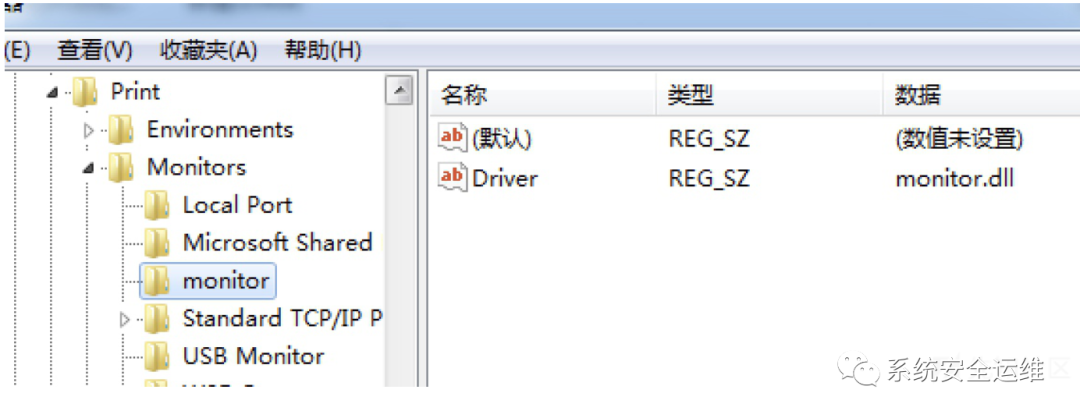 (E) 查看(V) 收藏夹(A) 帮助(H)
Print
Environments
Monitors
Local Port
Microsoft Shared
monitor
Standard TCP/IP P
USB Monitor
名称 类型 数据
ab (默认) REG_SZ (数值未设置)
ab Driver REG_SZ monitor.dll
系统安全运维